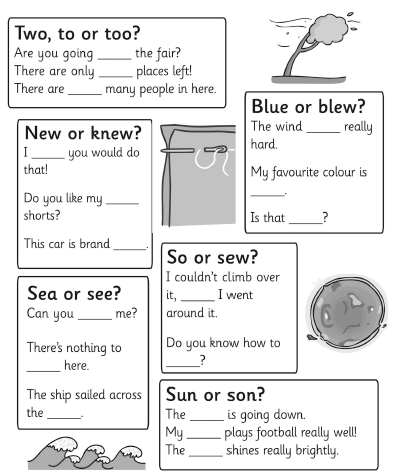 Two, to or too?
Are you going _____ the fair?
There are only _____ places left!
There are _____ many people in here.
Blue or blew?
The wind _____ really
hard.
My favourite colour is
_____.
Is that _____?
New or knew?
I _____ you would do
that!
Do you like my _____
shorts?
This car is brand _____.
So or sew?
I couldn't climb over
it, _____ I went
around it.
Do you know how to
_____?
Sea or see?
Can you _____ me?
There's nothing to
_____ here.
The ship sailed across
the _____.
Sun or son?
The _____ is going down.
My _____ plays football really well!
The _____ shines really brightly.